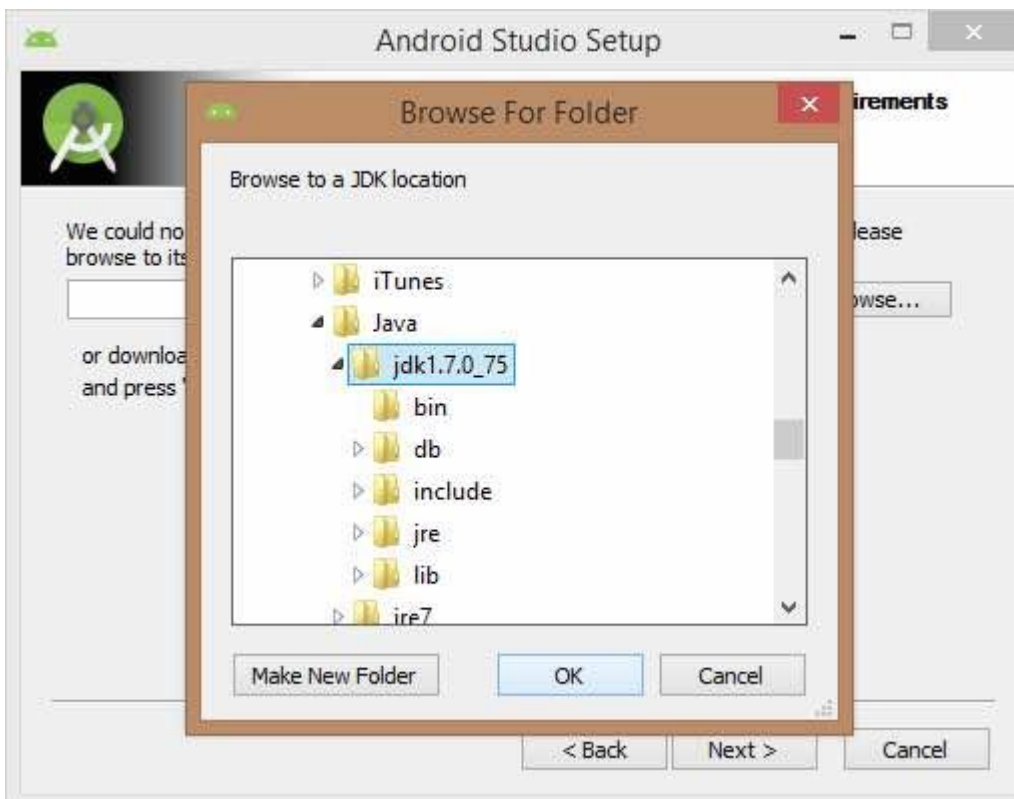 Android Studio Setup
irements
Browse For Folder
Browse to a JDK location
We could no
lease
browse to its
owse...
or downloa
and press '
iTunes
Java
jdk1.7.0_75
bin
db
include
jre
lib
jre7
Make New Folder
OK
Cancel
< Back
Next >
Cancel